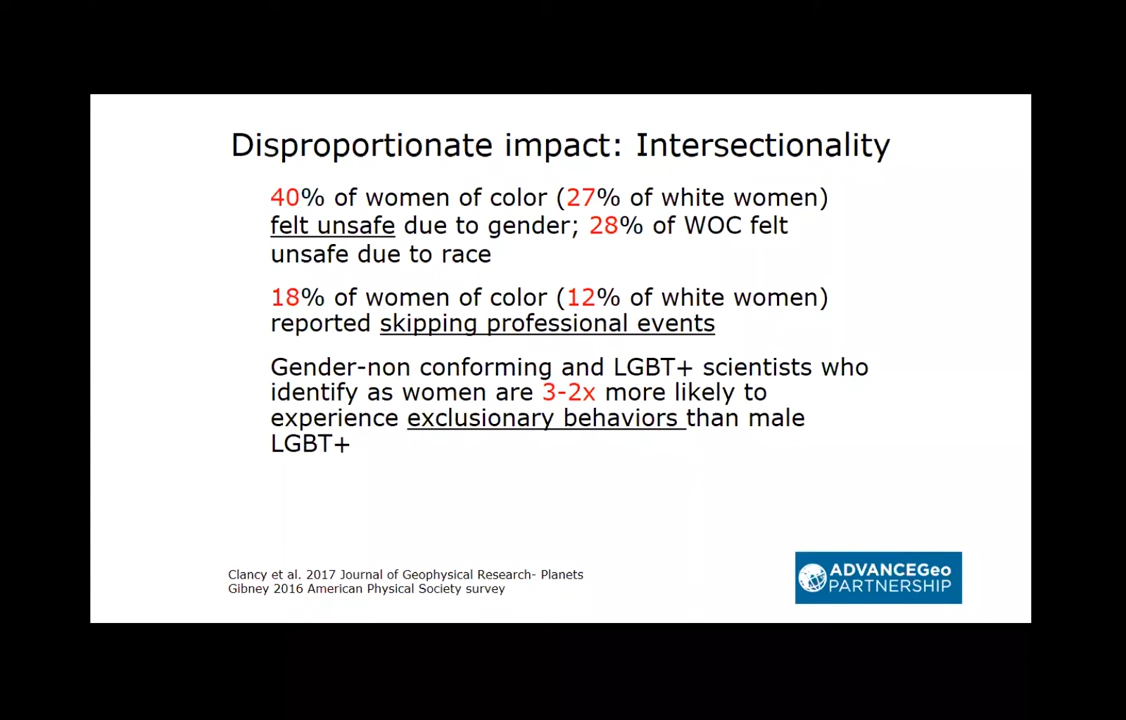 Disproportionate impact: Intersectionality
40% of women of color (27% of white women)
felt unsafe due to gender; 28% of WOC felt
unsafe due to race
18% of women of color (12% of white women)
reported skipping professional events
Gender-non conforming and LGBT+ scientists who
identify as women are 3-2x more likely to
experience exclusionary behaviors than male
LGBT+
Clancy et al. 2017 Journal of Geophysical Research- Planets
Gibney 2016 American Physical Society survey
ADVANCEGeo
PARTNERSHIP